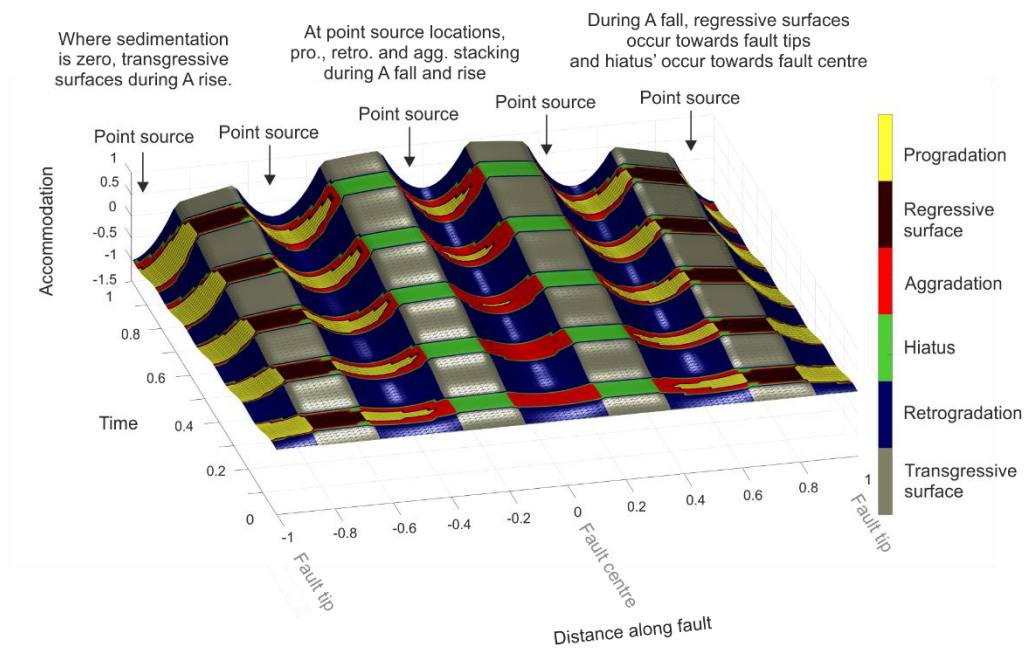 Where sedimentation
is zero, transgressive
surfaces during A rise.
At point source locations,
pro., retro. and agg. stacking
during A fall and rise
During A fall, regressive surfaces
occur towards fault tips
and hiatus' occur towards fault centre
Point source
Point source
Point source
Point source
Point source
Accommodation
1
0.5
0
-0.5
-1
-1.5
Time
1
0.8
0.6
0.4
0.2
0
-1
-0.8
-0.6
-0.4
-0.2
0
0.2
0.4
0.6
0.8
1
Fault tip
Fault centre
Fault tip
Distance along fault
Progradation
Regressive
surface
Aggradation
Hiatus
Retrogradation
Transgressive
surface